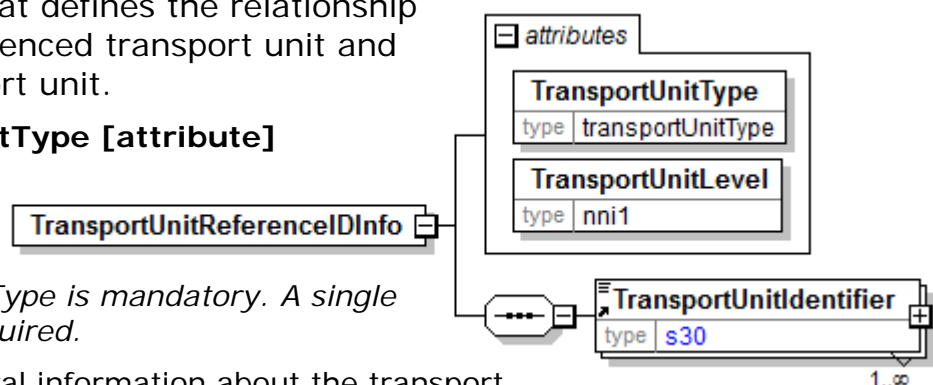 at defines the relationship
enced transport unit and
rt unit.
tType [attribute]
Type is mandatory. A single
uired.
al information about the transport
attributes
TransportUnitType
type transportUnitType
TransportUnitLevel
type nni1
TransportUnitReferenceIDInfo
TransportUnitIdentifier
type s30
1..∞